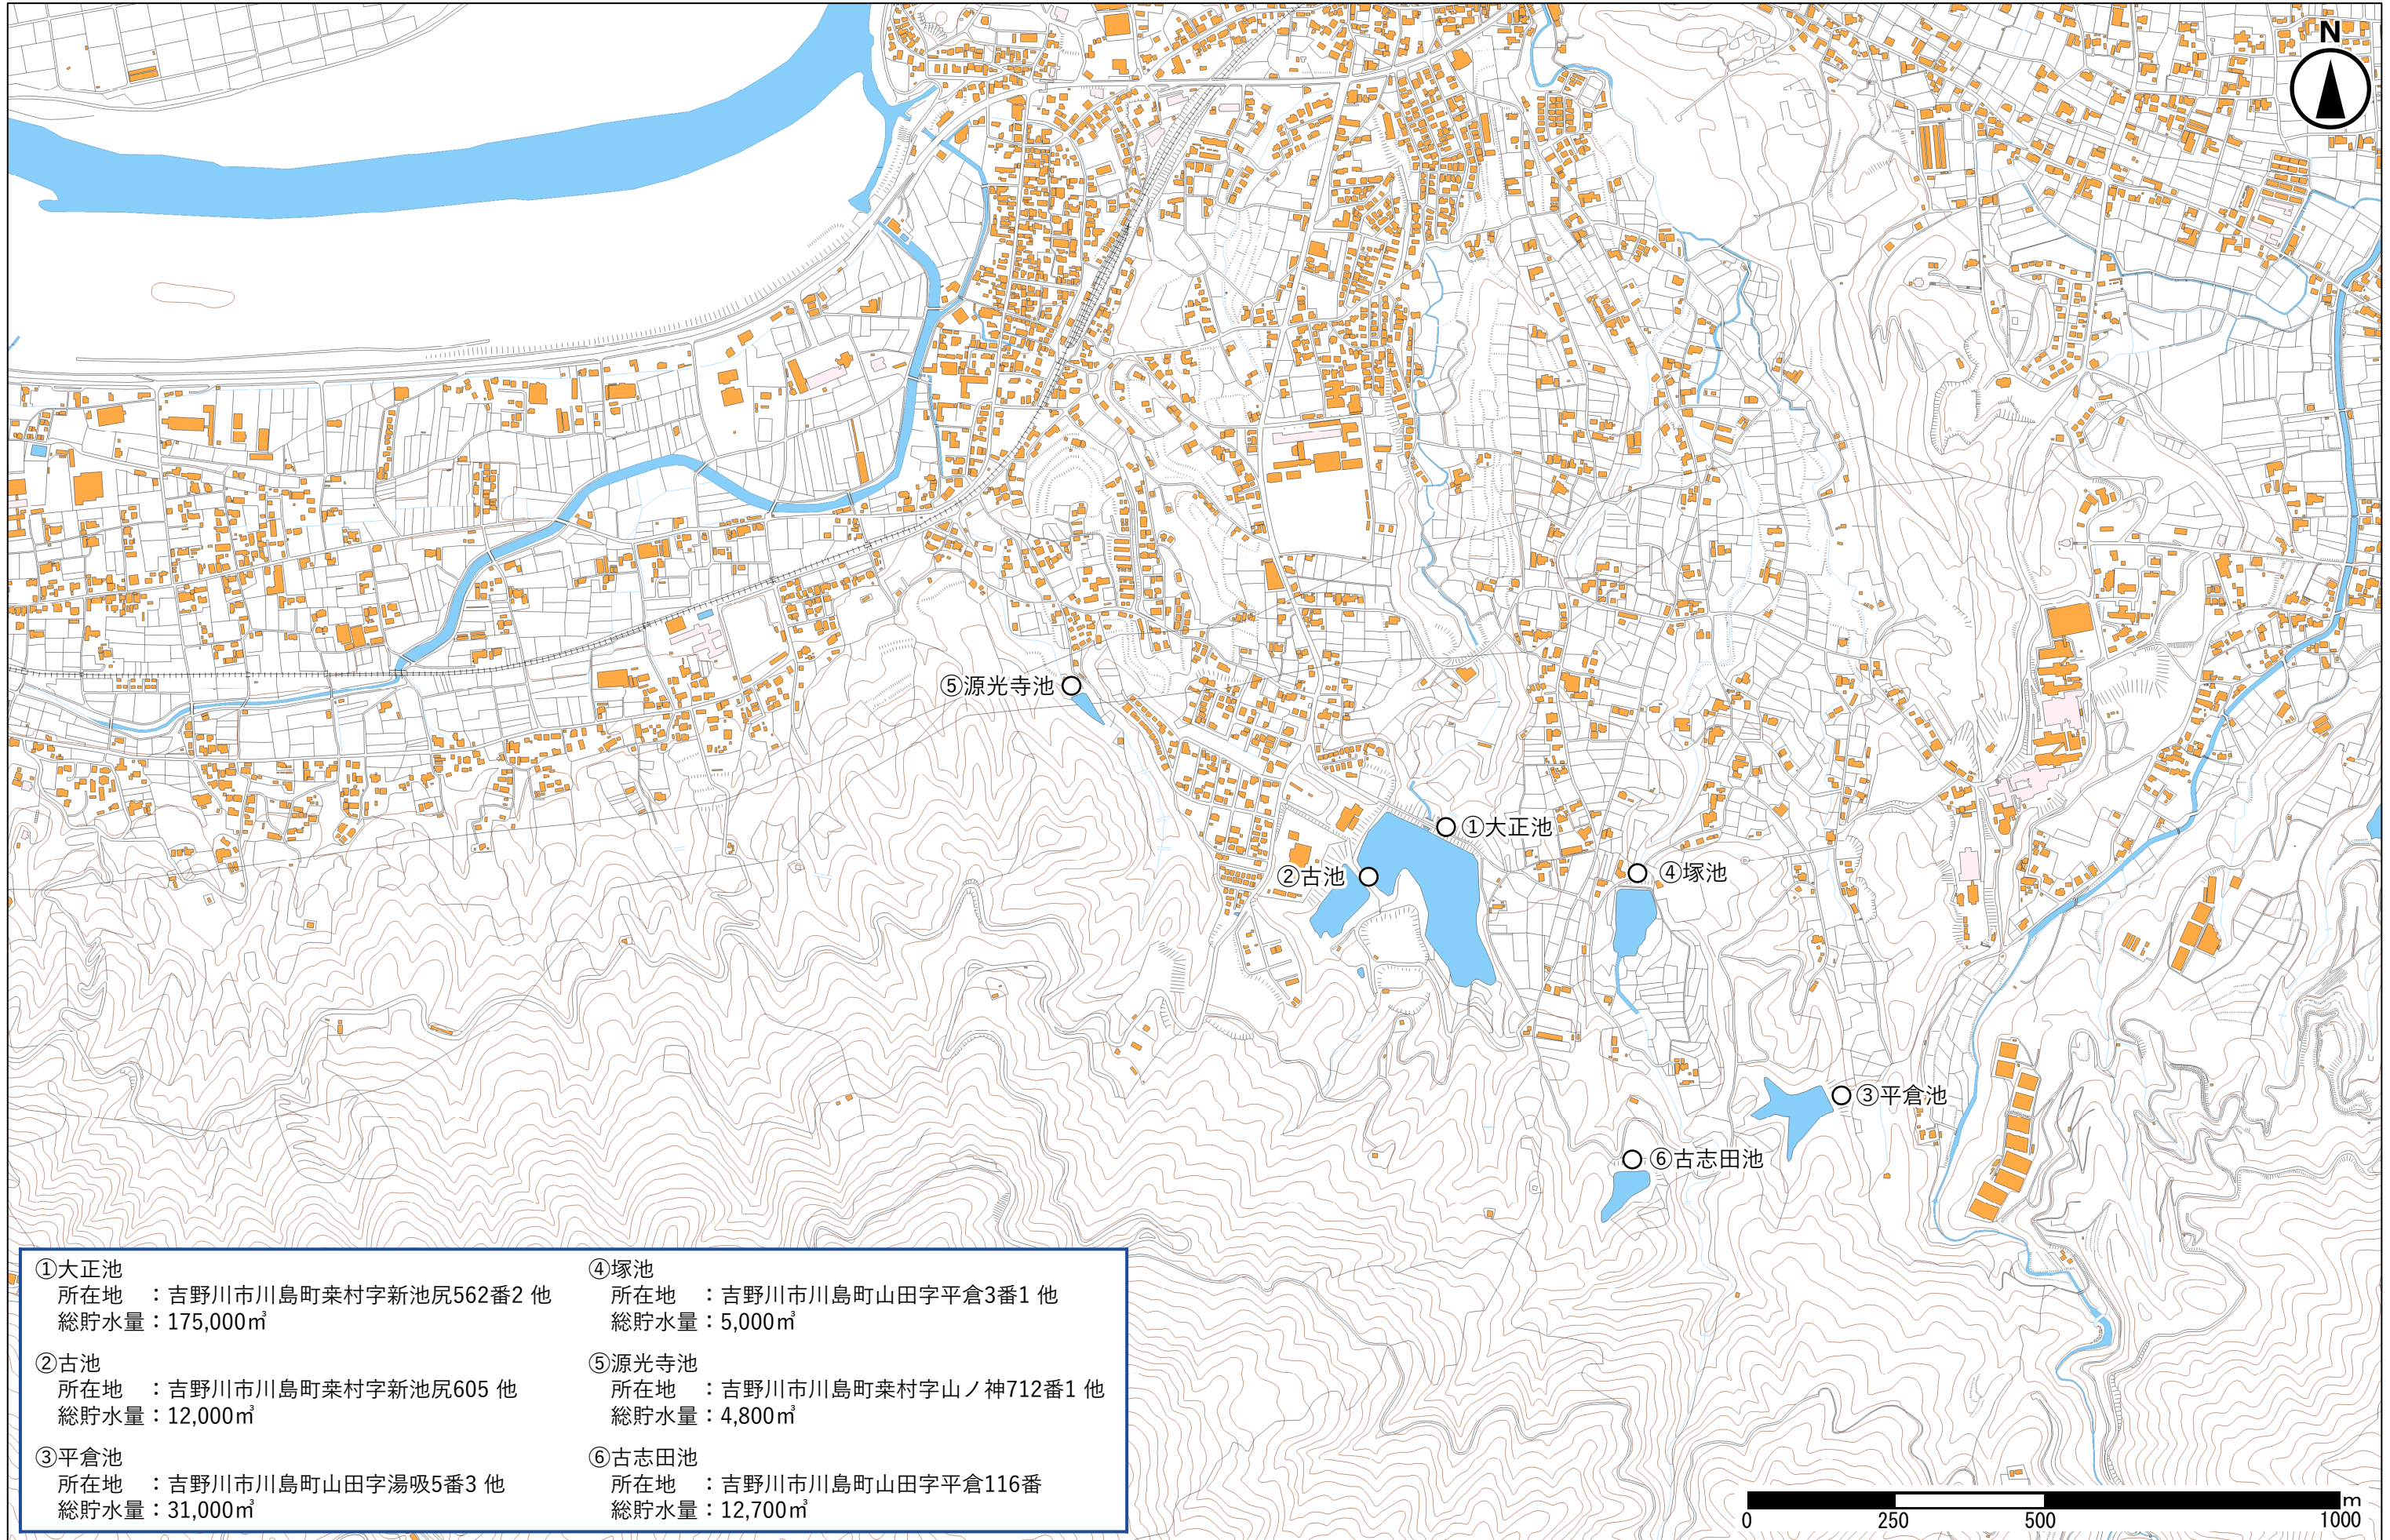 N
⑤源光寺池
①大正池
②古池
④塚池
③平倉池
⑥古志田池
①大正池
所在地 ：吉野川市川島町桒村字新池尻562番2 他
総貯水量：175,000㎥
②古池
所在地 ：吉野川市川島町桒村字新池尻605 他
総貯水量：12,000㎥
③平倉池
所在地 ：吉野川市川島町山田字湯吸5番3 他
総貯水量：31,000㎥
④塚池
所在地 ：吉野川市川島町山田字平倉3番1 他
総貯水量：5,000㎥
⑤源光寺池
所在地 ：吉野川市川島町桒村字山ノ神712番1 他
総貯水量：4,800㎥
⑥古志田池
所在地 ：吉野川市川島町山田字平倉116番
総貯水量：12,700㎥
m
0 250 500 1000